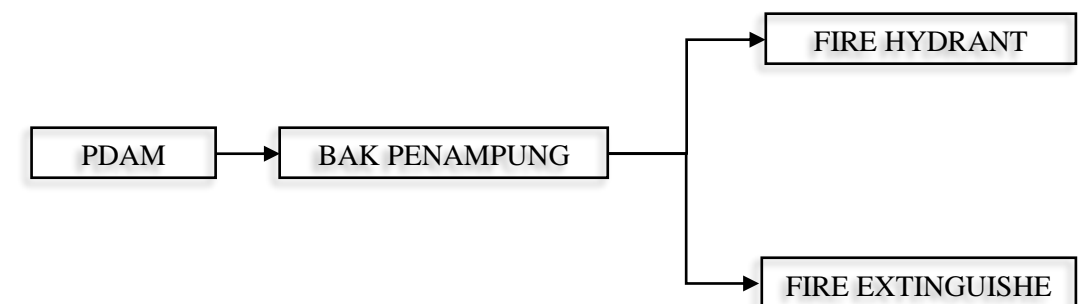 FIRE HYDRANT
PDAM
BAK PENAMPUNG
FIRE EXTINGUISHE